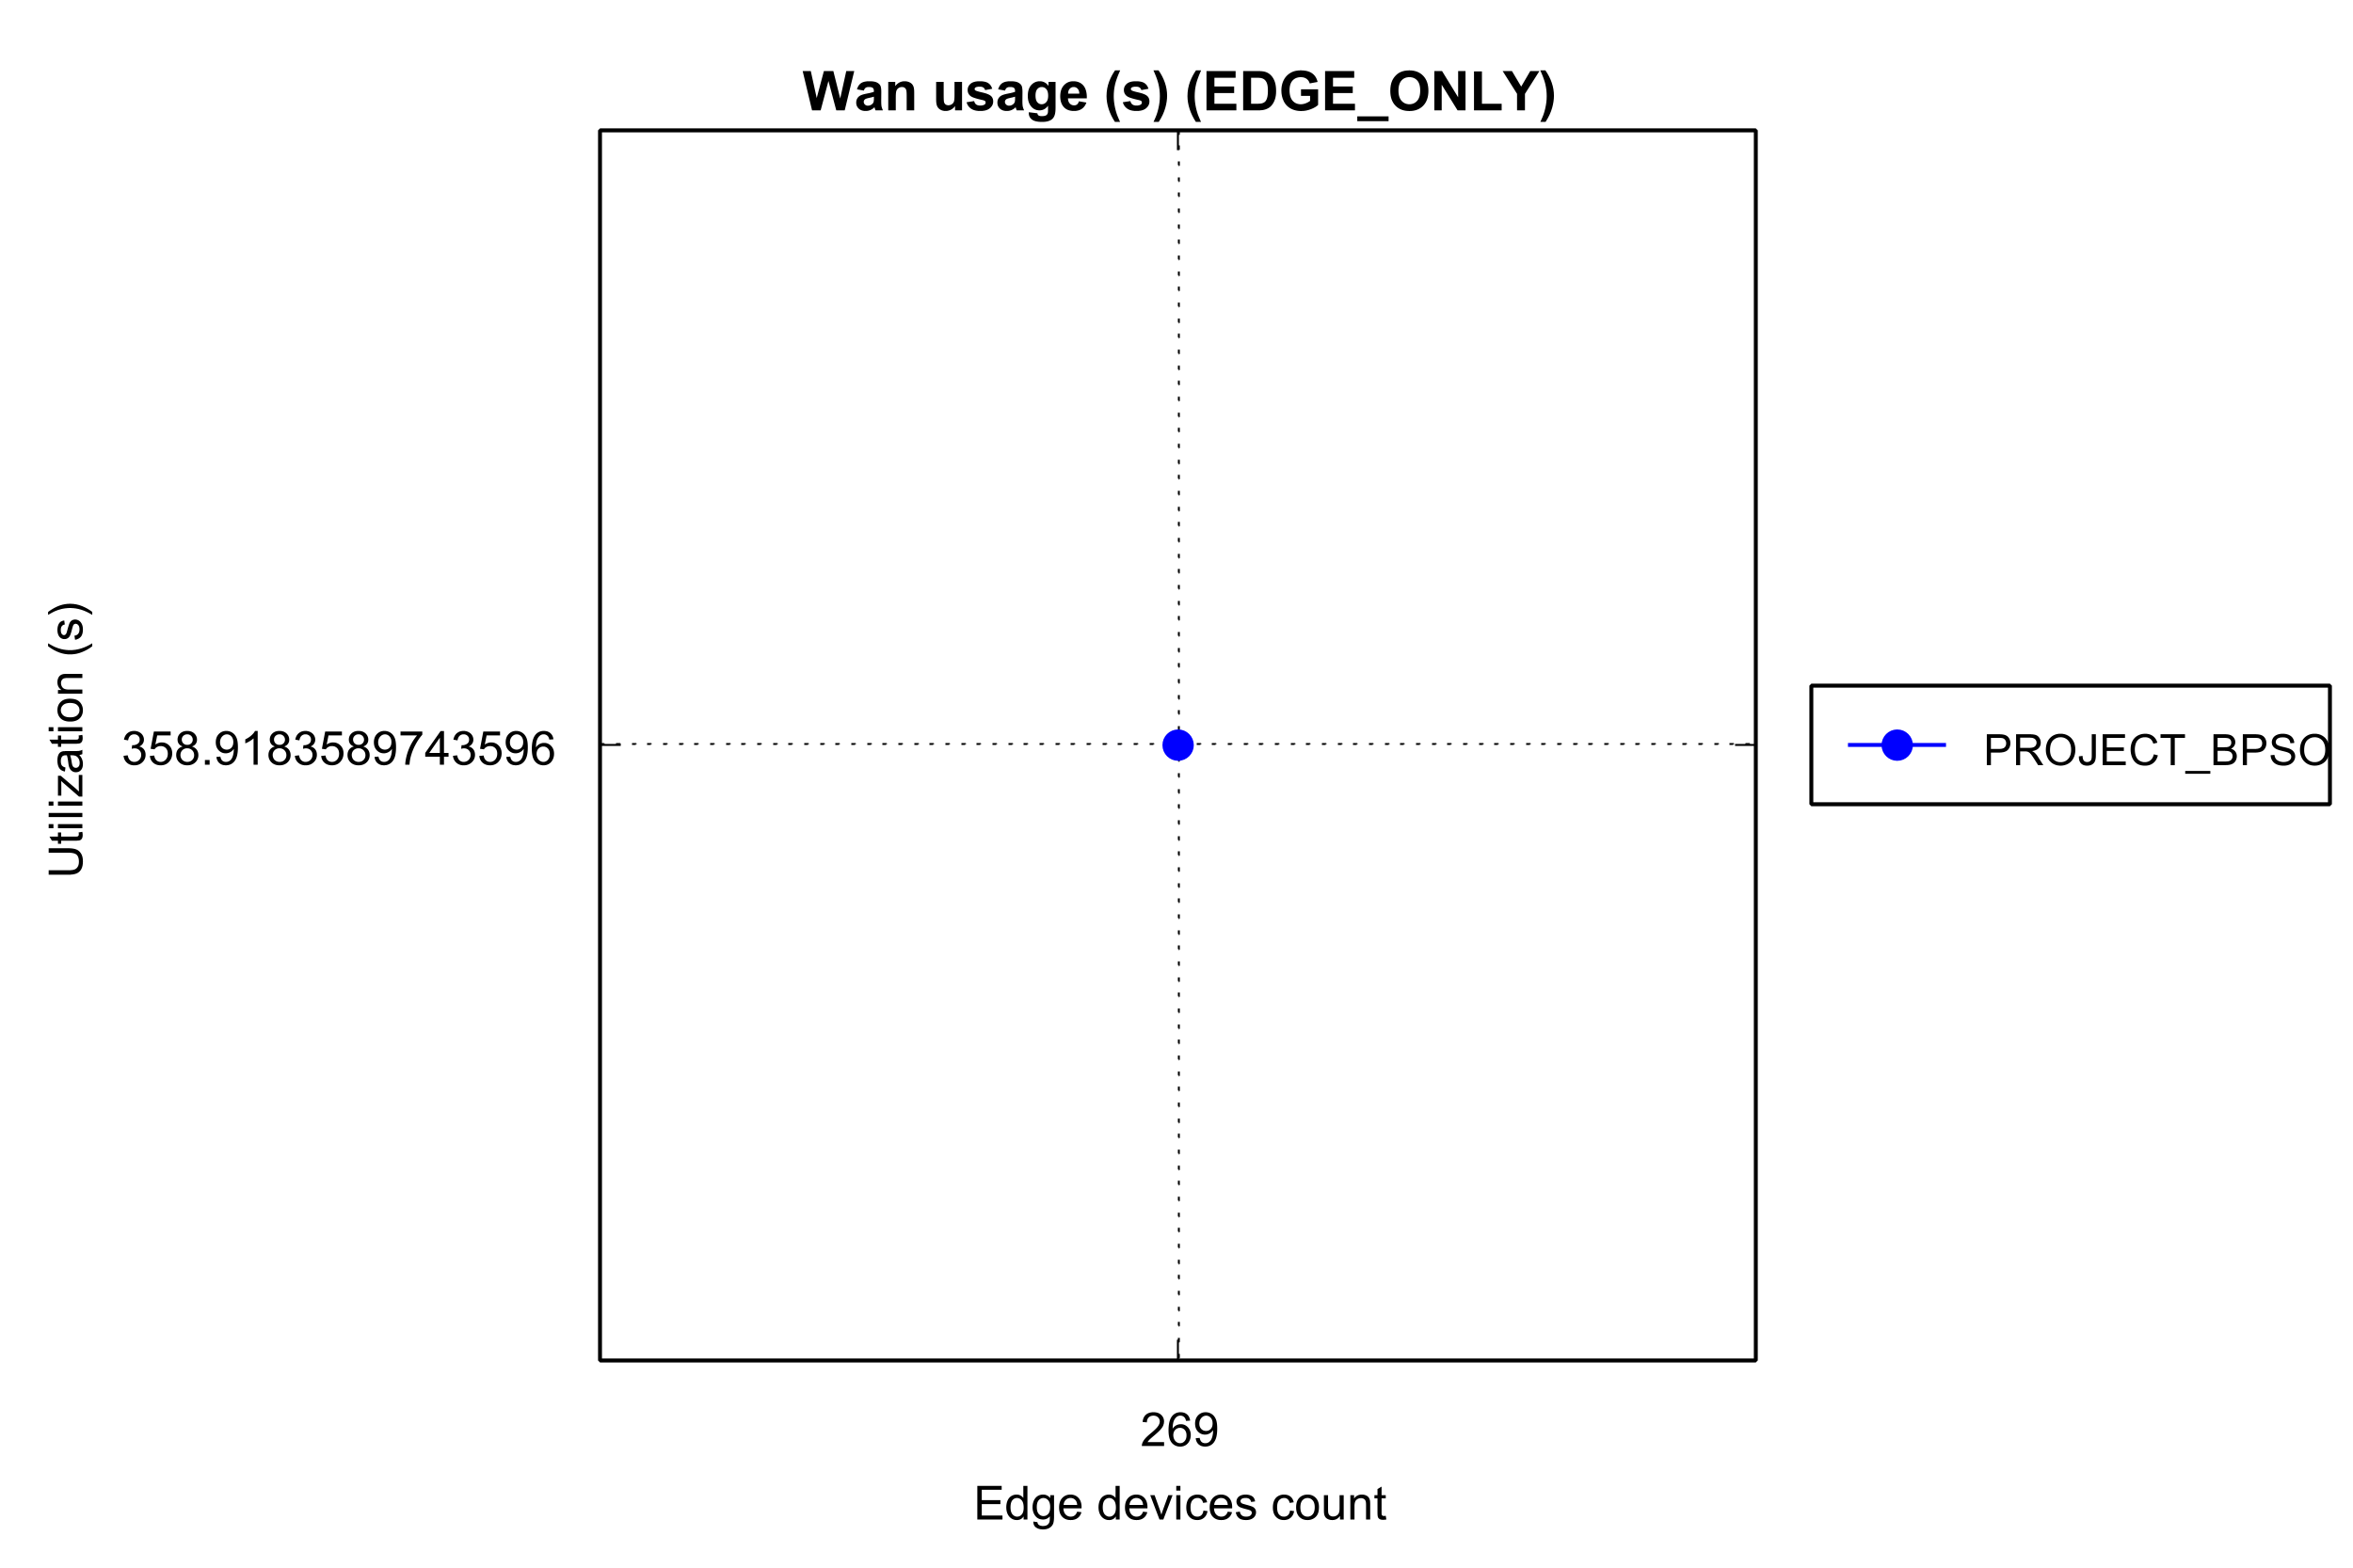 Wan usage (s) (EDGE_ONLY)
Utilization (s)
358.9183589743596
PROJECT_BPSO
269
Edge devices count